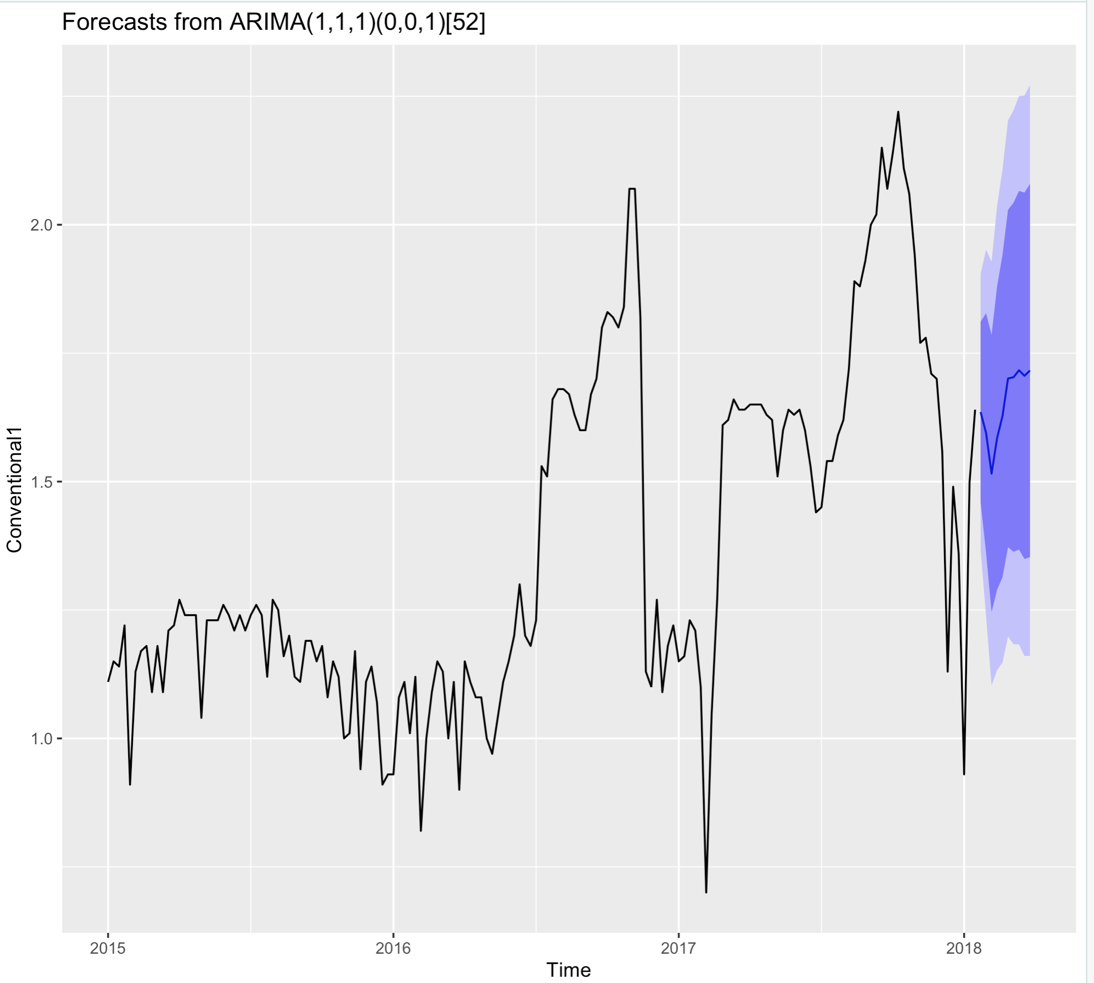 Forecasts from ARIMA(1,1,1)(0,0,1)[52]
2.0
1.5
1.0
Conventional1
2015 2016 2017 2018
Time